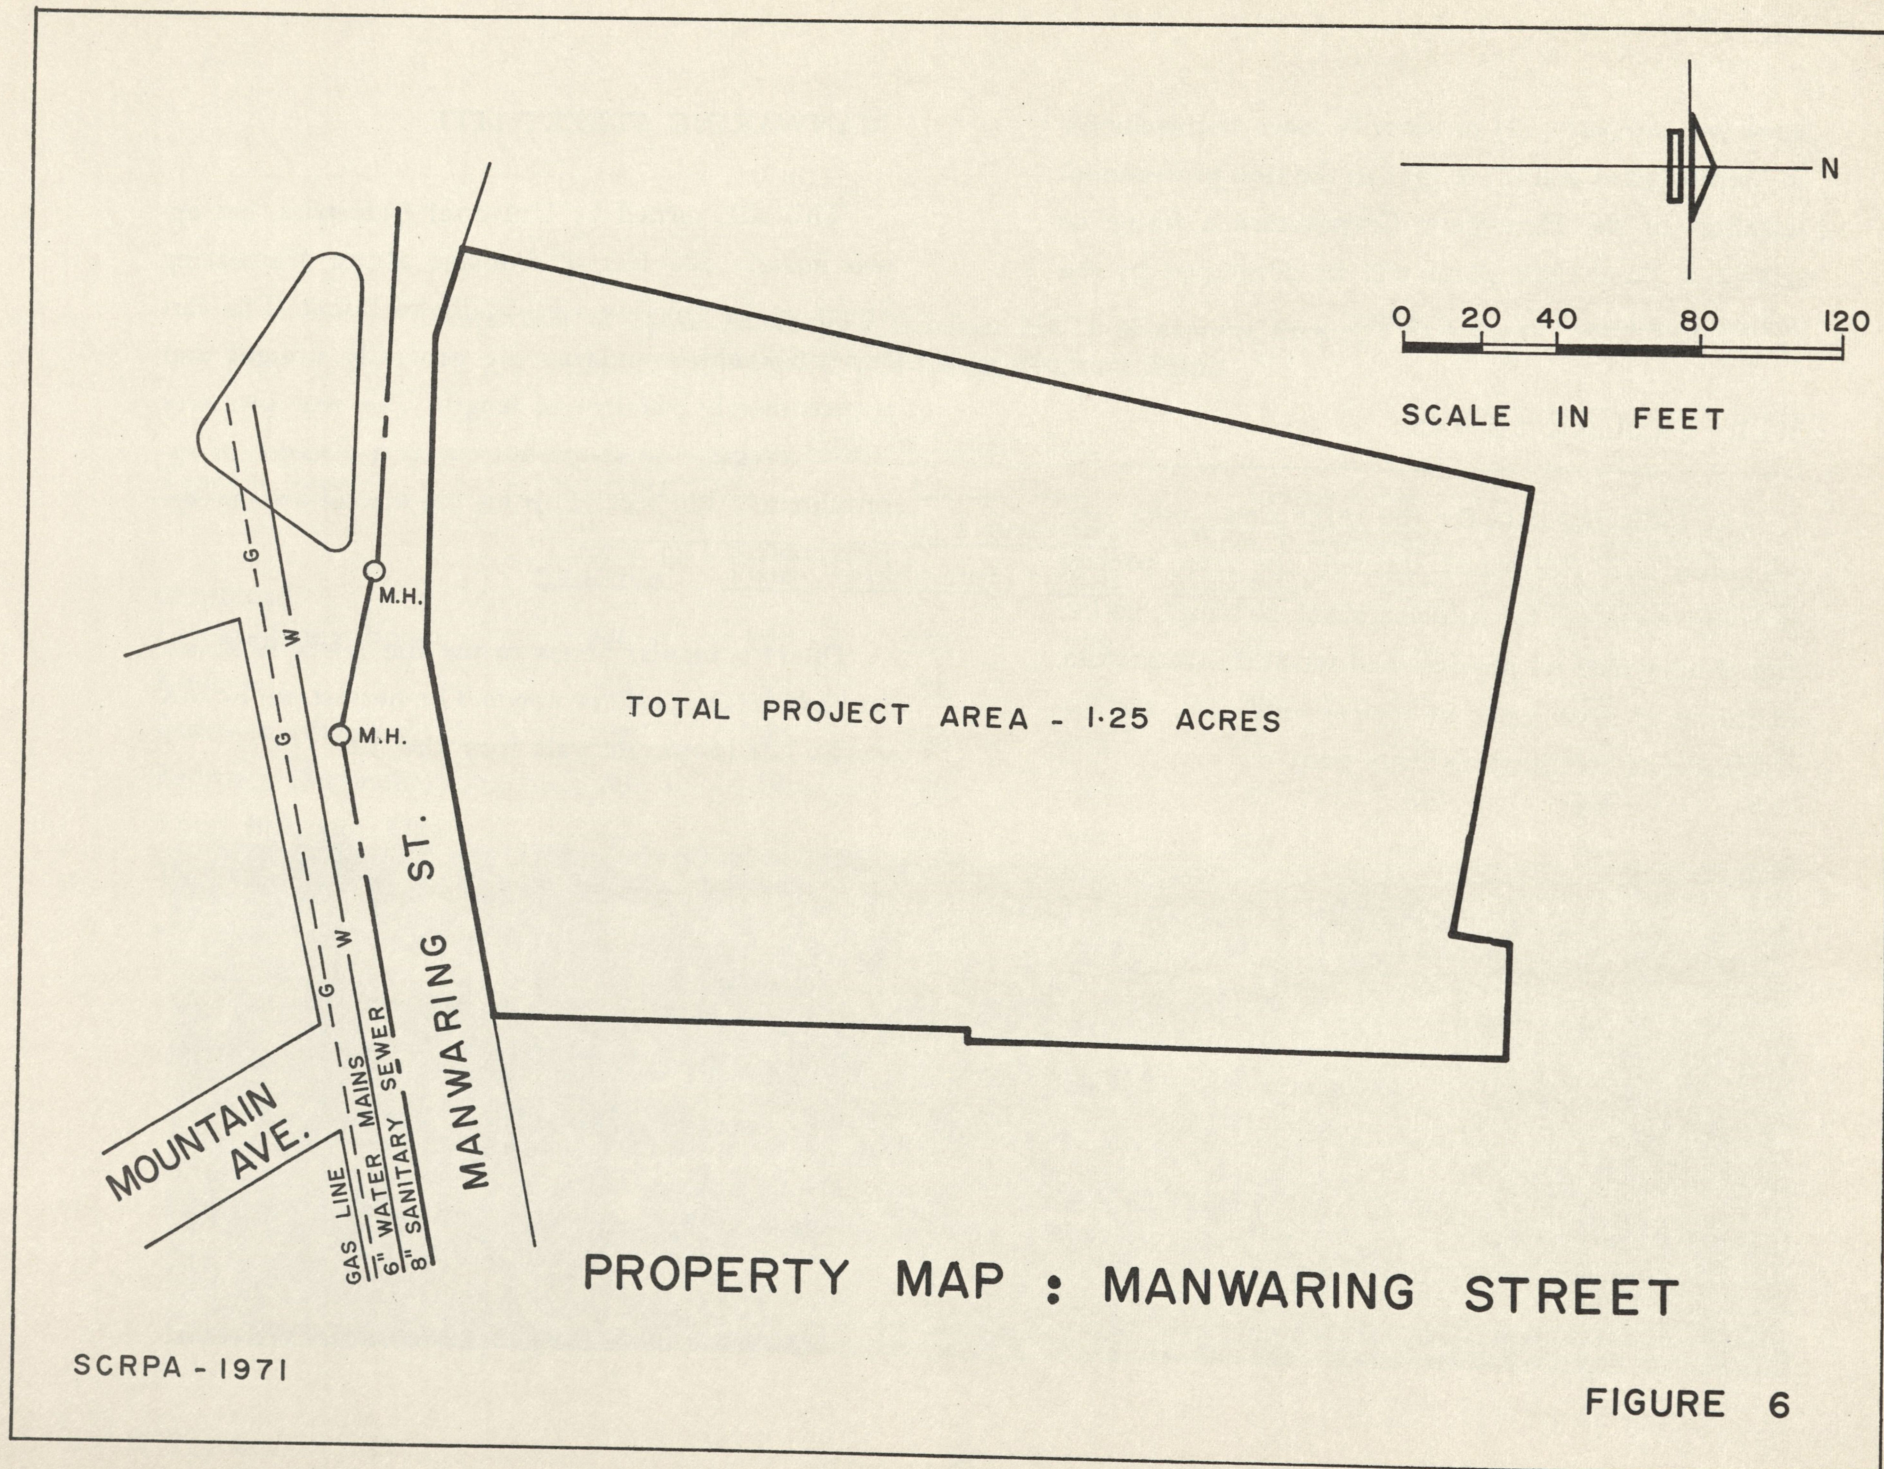 N
0 20 40 80 120
SCALE IN FEET
G
M.H.
W
TOTAL PROJECT AREA - 1·25 ACRES
G
M.H.
MANWARING ST.
W
G
MOUNTAIN
AVE.
GAS LINE
6" WATER MAINS
8" SANITARY SEWER
PROPERTY MAP : MANWARING STREET
SCRPA - 1971
FIGURE 6